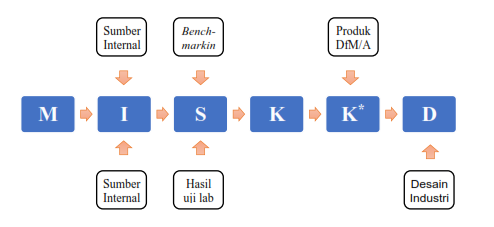 Sumber
Internal
Bench-
markin
Produk
DfM/A
M
I
S
K
K*
D
Sumber
Internal
Hasil
uji lab
Desain
Industri